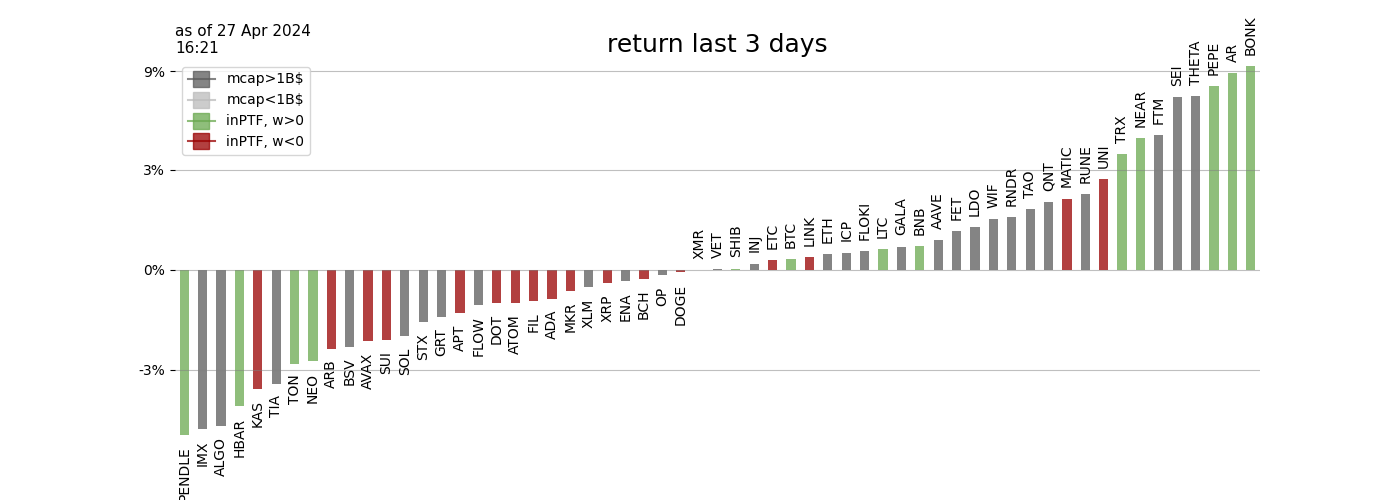 as of 27 Apr 2024
16:21
return last 3 days
mcap>1B$
mcap<1B$
inPTF, w>0
inPTF, w<0
9%
3%
0%
-3%
PENDLE
IMX
ALGO
HBAR
KAS
TIA
TON
NEO
ARB
BSV
AVAX
SUI
SOL
STX
GRT
APT
FLOW
DOT
ATOM
FIL
ADA
MKR
XLM
XRP
ENA
BCH
OP
DOGE
XMR
VET
SHIB
INJ
ETC
BTC
LINK
ETH
ICP
FLOKI
LTC
GALA
BNB
AAVE
FET
LDO
WIF
RNDR
TAO
QNT
MATIC
RUNE
UNI
TRX
NEAR
FTM
SEI
THETA
PEPE
AR
BONK